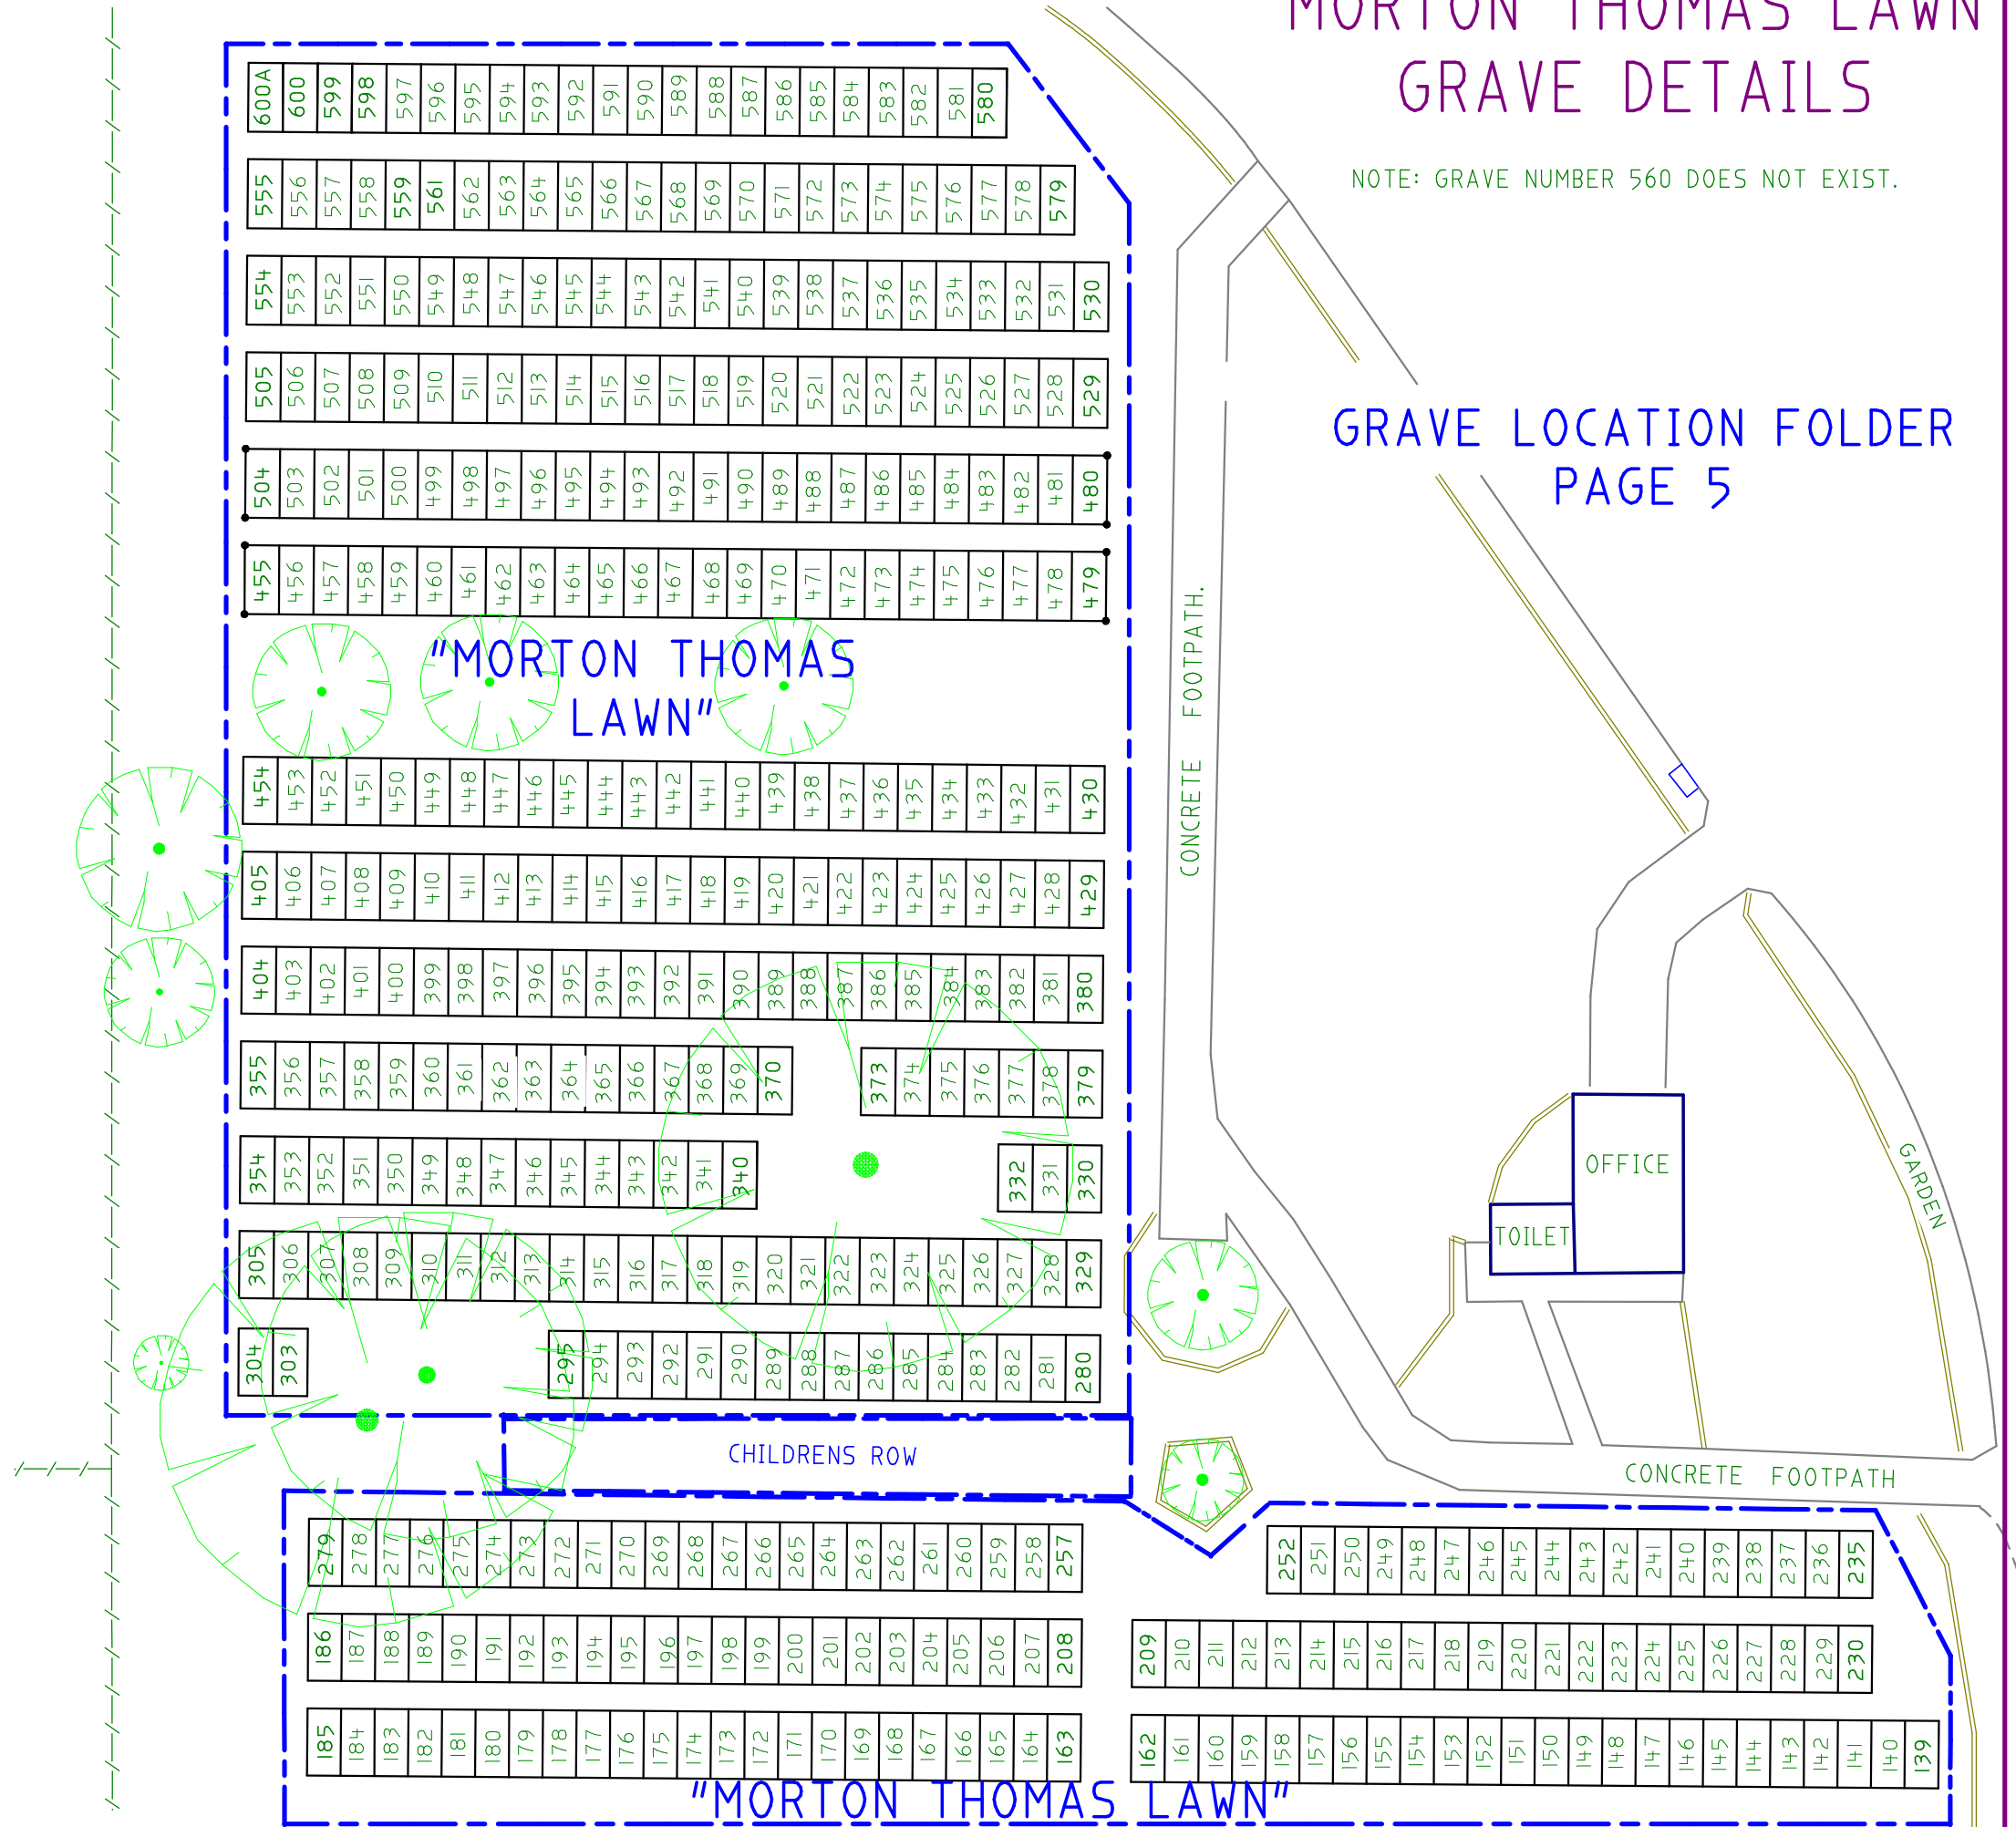 MORTON THOMAS LAWN
GRAVE DETAILS
NOTE: GRAVE NUMBER 560 DOES NOT EXIST.
600A 600 599 598 597 596 595 594 593 592 591 590 589 588 587 586 585 584 583 582 581 580
555 556 557 558 559 561 562 563 564 565 566 567 568 569 570 571 572 573 574 575 576 577 578 579
554 553 552 551 550 549 548 547 546 545 544 543 542 541 540 539 538 537 536 535 534 533 532 531 530
505 506 507 508 509 510 511 512 513 514 515 516 517 518 519 520 521 522 523 524 525 526 527 528 529
GRAVE LOCATION FOLDER
PAGE 5
504 503 502 501 500 499 498 497 496 495 494 493 492 491 490 489 488 487 486 485 484 483 482 481 480
455 456 457 458 459 460 461 462 463 464 465 466 467 468 469 470 471 472 473 474 475 476 477 478 479
"MORTON THOMAS
LAWN"
CONCRETE FOOTPATH.
454 453 452 451 450 449 448 447 446 445 444 443 442 441 440 439 438 437 436 435 434 433 432 431 430
405 406 407 408 409 410 411 412 413 414 415 416 417 418 419 420 421 422 423 424 425 426 427 428 429
404 403 402 401 400 399 398 397 396 395 394 393 392 391 390 389 388 387 386 385 384 383 382 381 380
355 356 357 358 359 360 361 362 363 364 365 366 367 368 369 370 373 374 375 376 377 378 379
354 353 352 351 350 349 348 347 346 345 344 343 342 341 340 332 331 330
OFFICE
TOILET
GARDEN
305 306 307 308 309 310 311 312 313 314 315 316 317 318 319 320 321 322 323 324 325 326 327 328 329
304 303 295 294 293 292 291 290 289 288 287 286 285 284 283 282 281 280
CHILDRENS ROW
CONCRETE FOOTPATH
279 278 277 276 275 274 273 272 271 270 269 268 267 266 265 264 263 262 261 260 259 258 257 252 251 250 249 248 247 246 245 244 243 242 241 240 239 238 237 236 235
186 187 188 189 190 191 192 193 194 195 196 197 198 199 200 201 202 203 204 205 206 207 208 209 210 211 212 213 214 215 216 217 218 219 220 221 222 223 224 225 226 227 228 229 230
185 184 183 182 181 180 179 178 177 176 175 174 173 172 171 170 169 168 167 166 165 164 163 162 161 160 159 158 157 156 155 154 153 152 151 150 149 148 147 146 145 144 143 142 141 140 139
"MORTON THOMAS LAWN"